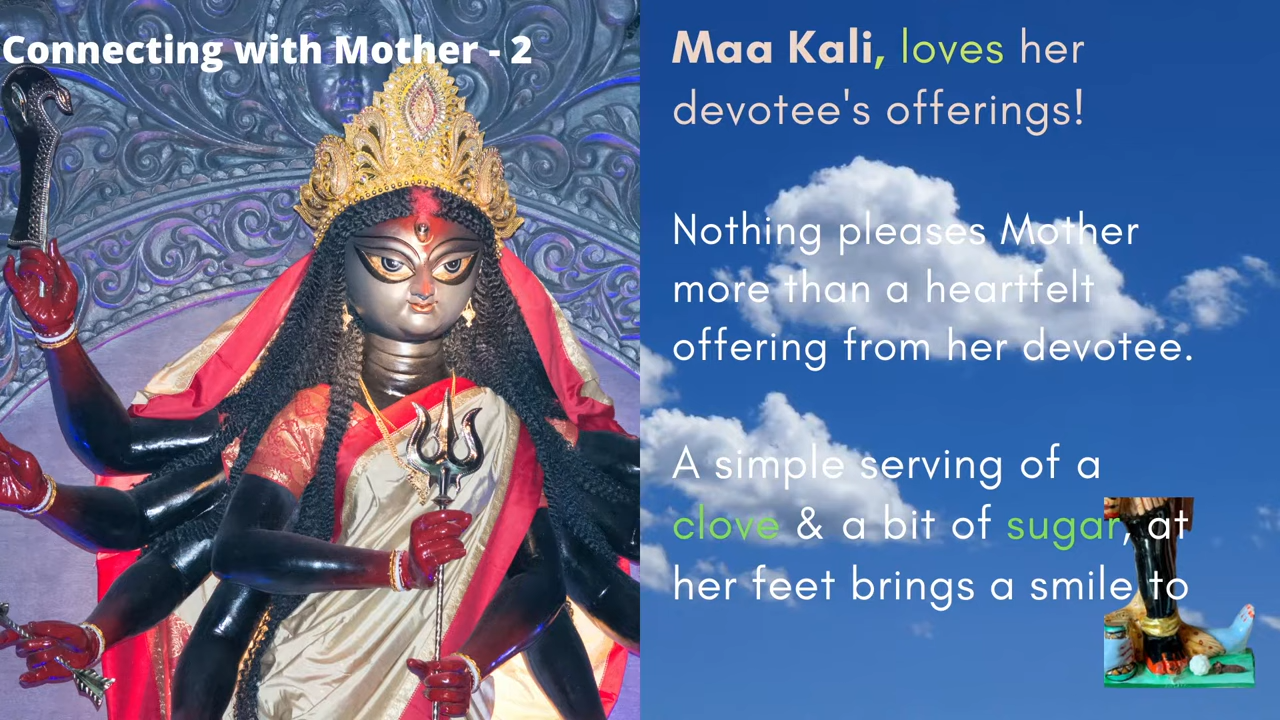 Connecting with Mother - 2
Maa Kali, loves her
devotee's offerings!
Nothing pleases Mother
more than a heartfelt
offering from her devotee.
A simple serving of a
clove & a bit of sugar, at
her feet brings a smile to